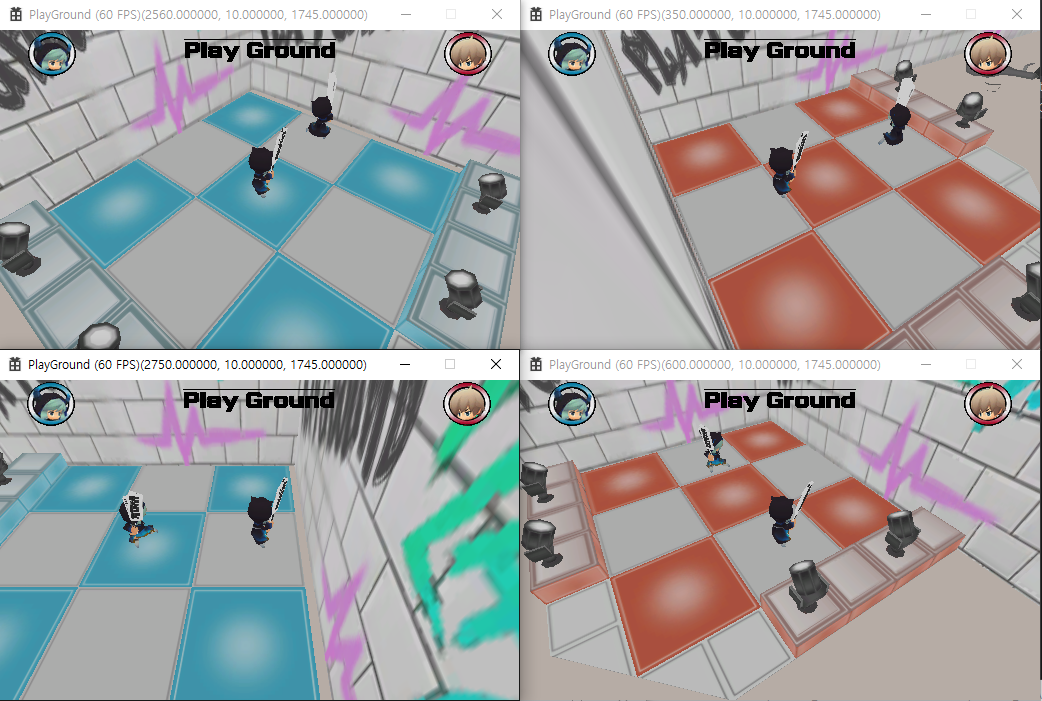 PlayGround (60 FPS)(2560.000000, 10.000000, 1745.000000)
Play Ground
PlayGround (60 FPS)(350.000000, 10.000000, 1745.000000)
Play Ground
PlayGround (60 FPS)(2750.000000, 10.000000, 1745.000000)
Play Ground
PlayGround (60 FPS)(600.000000, 10.000000, 1745.000000)
Play Ground